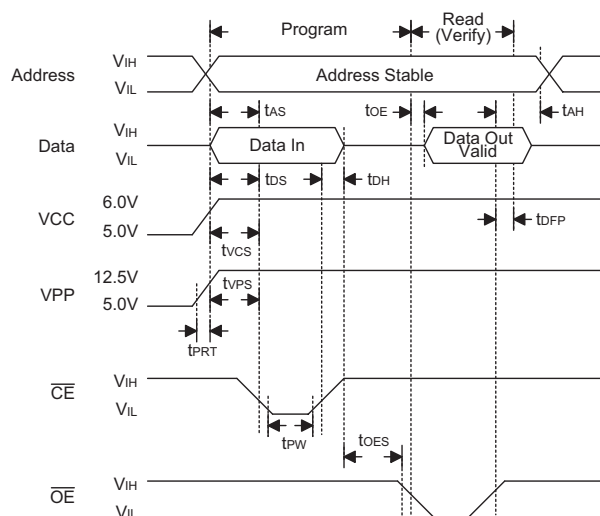 Program
Read
(Verify)
Address
VIH
VIL
Address Stable
tAS
tOE
tAH
Data
VIH
VIL
Data In
Data Out
Valid
tDS
tDH
VCC
6.0V
5.0V
tDFP
tVCS
VPP
12.5V
5.0V
tVPS
tPRT
CE
VIH
VIL
tPW
tOES
OE
VIH
VIL